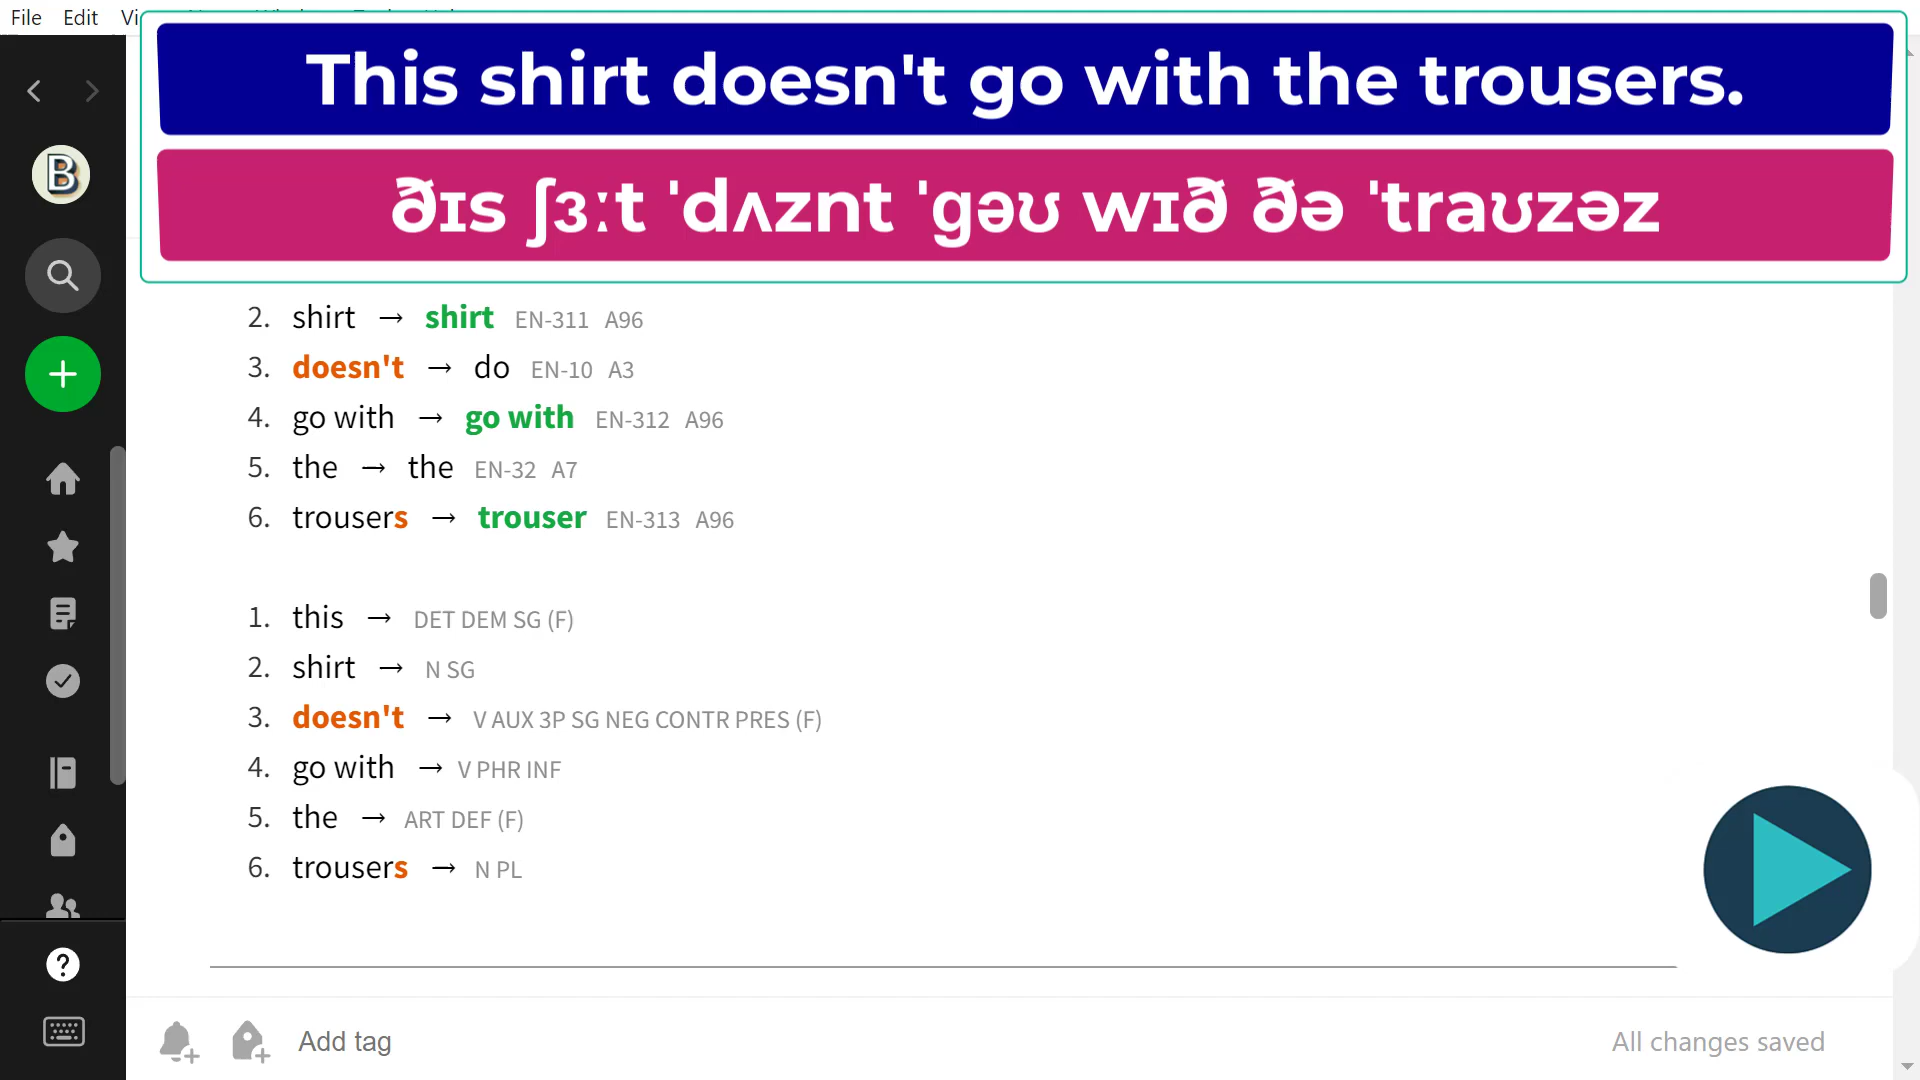 File Edit
This shirt doesn't go with the trousers.
ðɪs ʃɜːt ˈdʌznt ˈɡəʊ wɪð ðə ˈtraʊzəz
B
2. shirt → shirt EN-311 A96
3. doesn't → do EN-10 A3
4. go with → go with EN-312 A96
5. the → the EN-32 A7
6. trousers → trouser EN-313 A96
1. this → DET DEM SG (F)
2. shirt → N SG
3. doesn't → V AUX 3P SG NEG CONTR PRES (F)
4. go with → V PHR INF
5. the → ART DEF (F)
6. trousers → N PL
Add tag
All changes saved